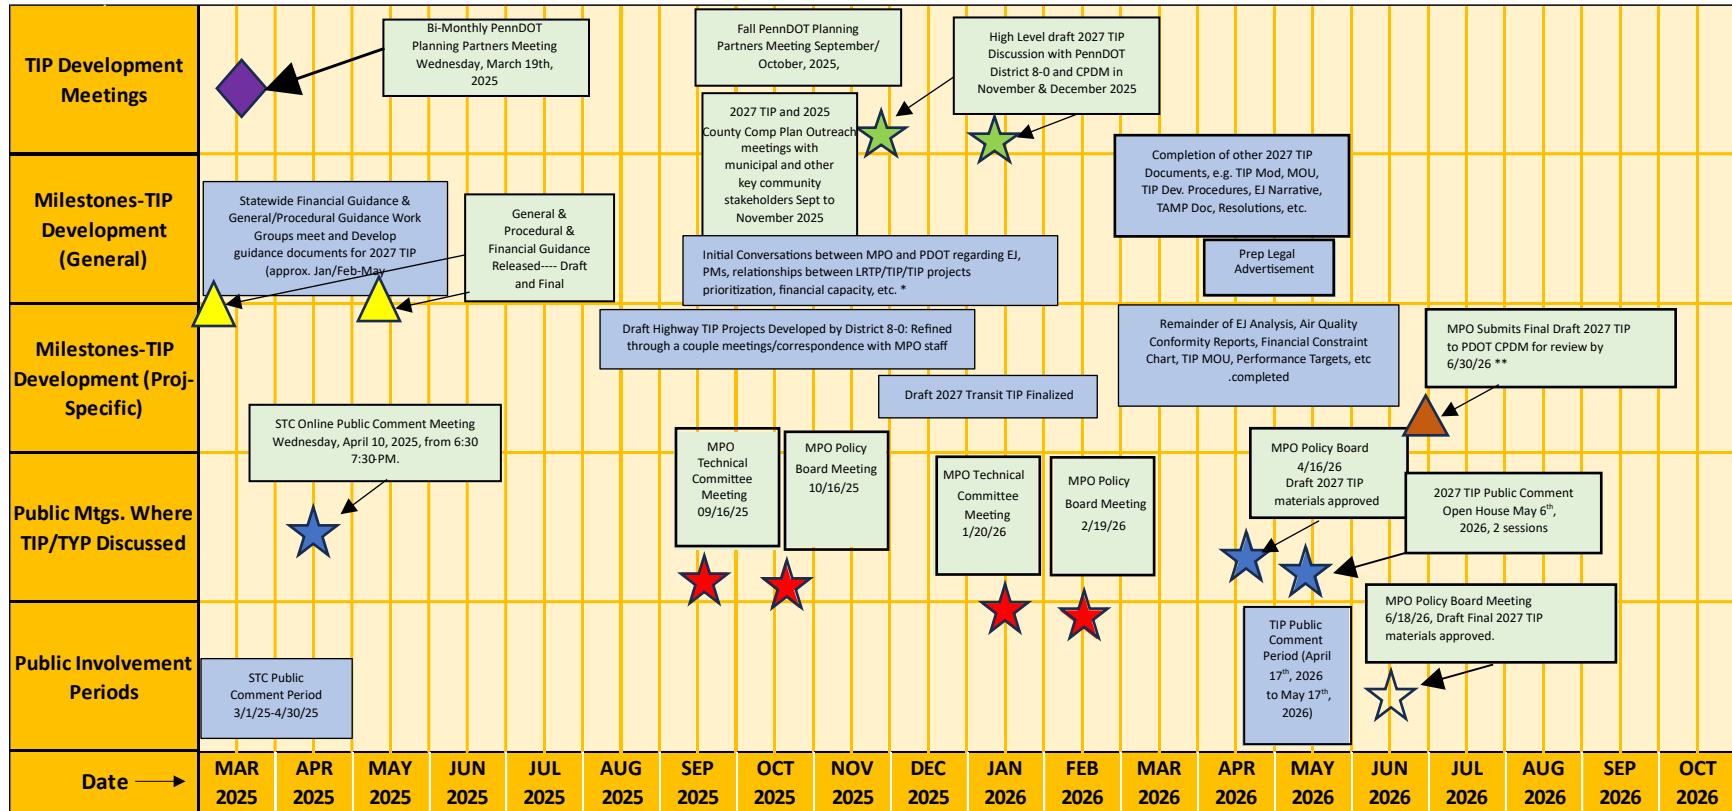 TIP Development
Meetings
Bi-Monthly PennDOT
Planning Partners Meeting
Wednesday, March 19th,
2025
Fall PennDOT Planning
Partners Meeting September/
October, 2025,
High Level draft 2027 TIP
Discussion with PennDOT
District 8-0 and CPDM in
November & December 2025
2027 TIP and 2025
County Comp Plan Outreach
meetings with
municipal and other
key community
stakeholders Sept to
November 2025
Milestones-TIP
Development
(General)
Statewide Financial Guidance &
General/Procedural Guidance Work
Groups meet and Develop
guidance documents for 2027 TIP
(approx. Jan/Feb-May
General &
Procedural &
Financial Guidance
Released---- Draft
and Final
Initial Conversations between MPO and PDOT regarding EJ,
PMs, relationships between LRTP/TIP/TIP projects
prioritization, financial capacity, etc. *
Completion of other 2027 TIP
Documents, e.g. TIP Mod, MOU,
TIP Dev. Procedures, EJ Narrative,
TAMP Doc, Resolutions, etc.
Prep Legal
Advertisement
Milestones-TIP
Development (Proj-
Specific)
Draft Highway TIP Projects Developed by District 8-0: Refined
through a couple meetings/correspondence with MPO staff
Draft 2027 Transit TIP Finalized
Remainder of EJ Analysis, Air Quality
Conformity Reports, Financial Constraint
Chart, TIP MOU, Performance Targets, etc
.completed
MPO Submits Final Draft 2027 TIP
to PDOT CPDM for review by
6/30/26 **
Public Mtgs. Where
TIP/TYP Discussed
STC Online Public Comment Meeting
Wednesday, April 10, 2025, from 6:30
7:30-PM.
MPO
Technical
Committee
Meeting
09/16/25
MPO Policy
Board Meeting
10/16/25
MPO Technical
Committee
Meeting
1/20/26
MPO Policy
Board Meeting
2/19/26
MPO Policy Board
4/16/26
Draft 2027 TIP
materials approved
2027 TIP Public Comment
Open House May 6th,
2026, 2 sessions
Public Involvement
Periods
STC Public
Comment Period
3/1/25-4/30/25
TIP Public
Comment
Period (April
17th, 2026
to May 17th,
2026)
MPO Policy Board Meeting
6/18/26, Draft Final 2027 TIP
materials approved.
Date
MAR
2025
APR
2025
MAY
2025
JUN
2025
JUL
2025
AUG
2025
SEP
2025
OCT
2025
NOV
2025
DEC
2025
JAN
2026
FEB
2026
MAR
2026
APR
2026
MAY
2026
JUN
2026
JUL
2026
AUG
2026
SEP
2026
OCT
2026